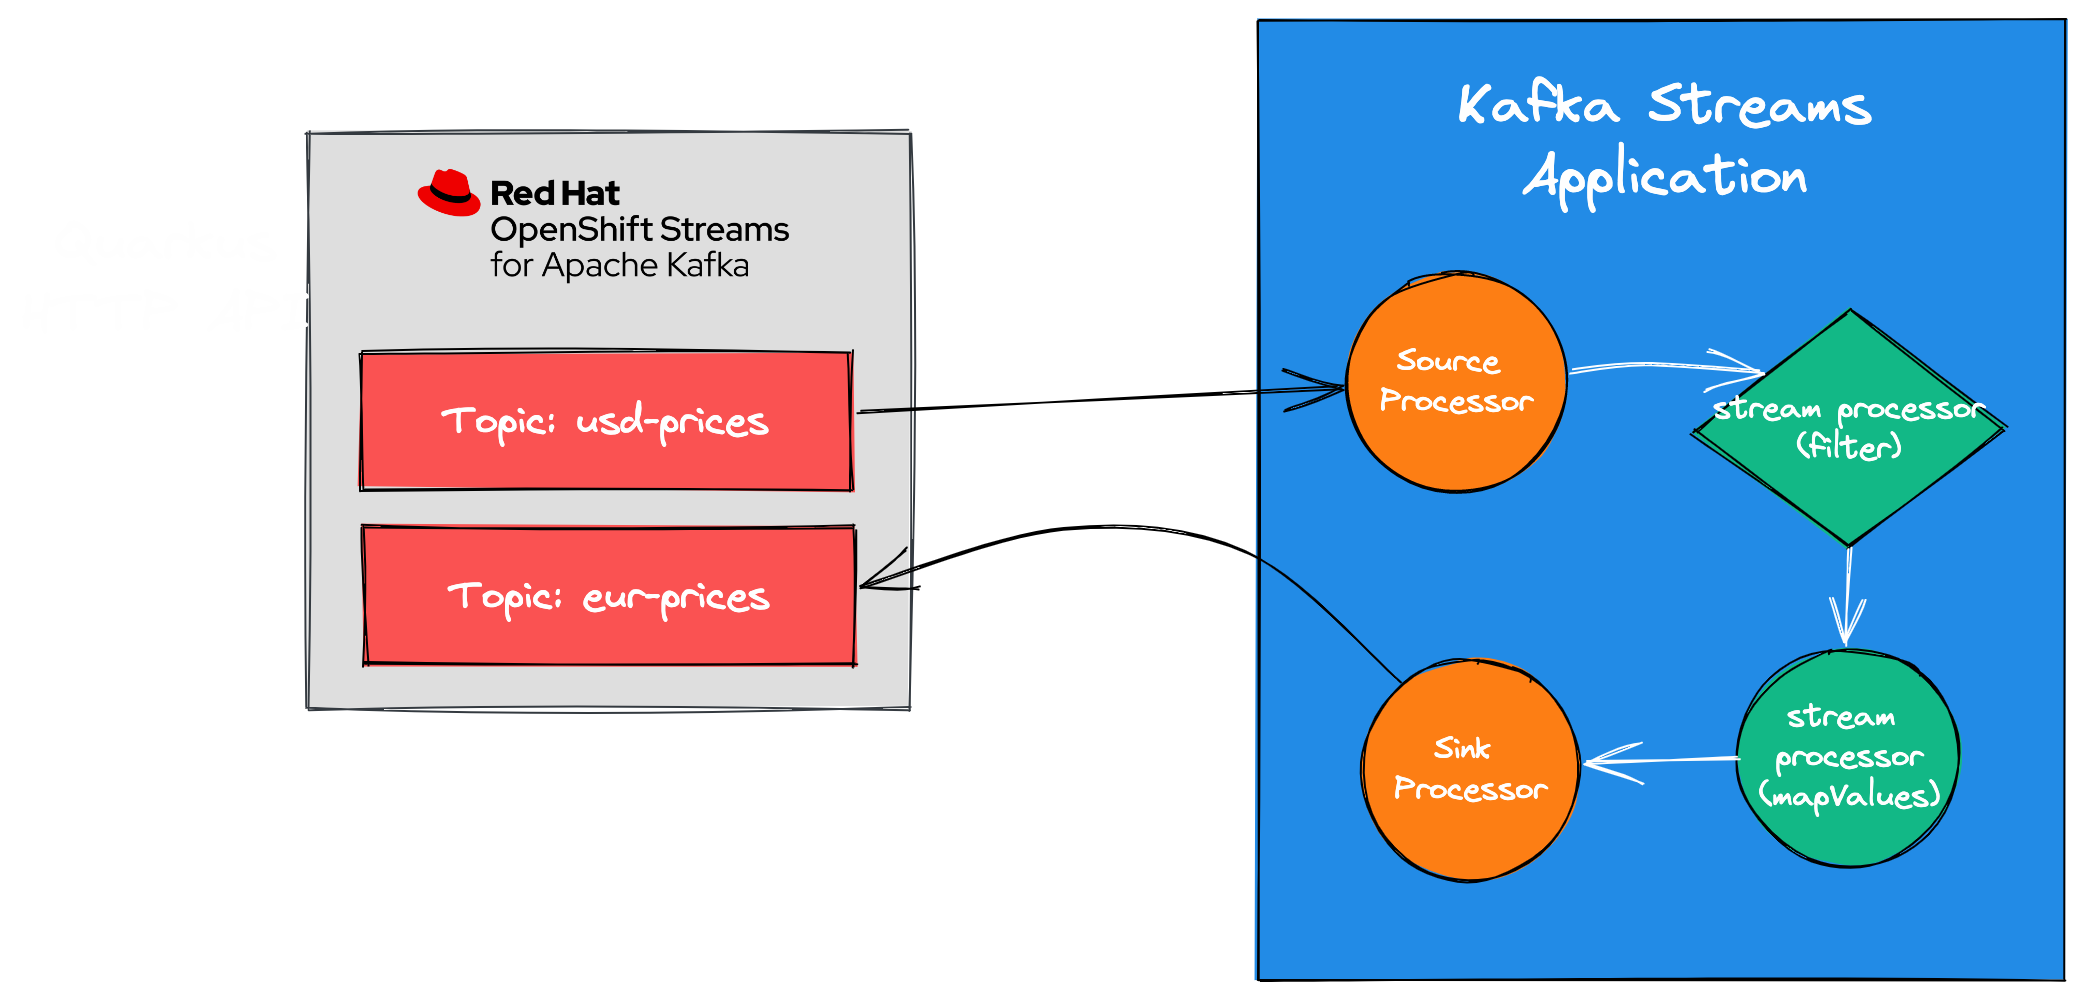 Red Hat
OpenShift Streams
for Apache Kafka
Topic: usd-prices
Topic: eur-prices
Kafka Streams
Application
Source
Processor
stream processor
(filter)
stream
processor
(mapValues)
Sink
Processor